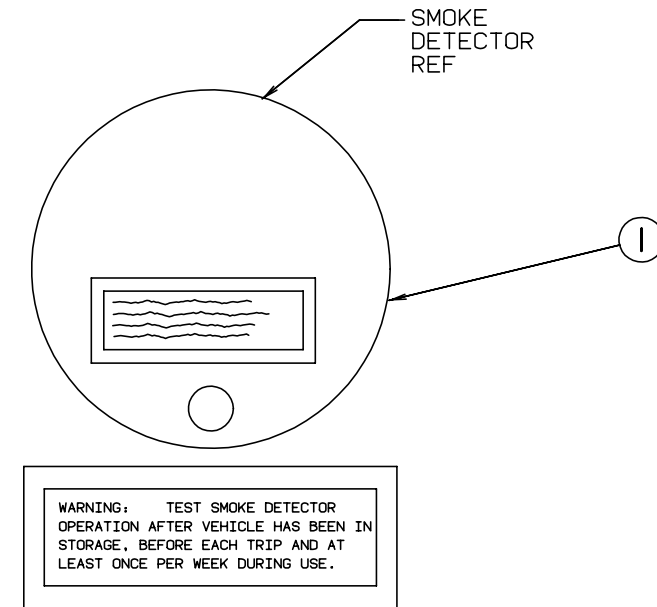 SMOKE
DETECTOR
REF
1
WARNING: TEST SMOKE DETECTOR
OPERATION AFTER VEHICLE HAS BEEN IN
STORAGE, BEFORE EACH TRIP AND AT
LEAST ONCE PER WEEK DURING USE.